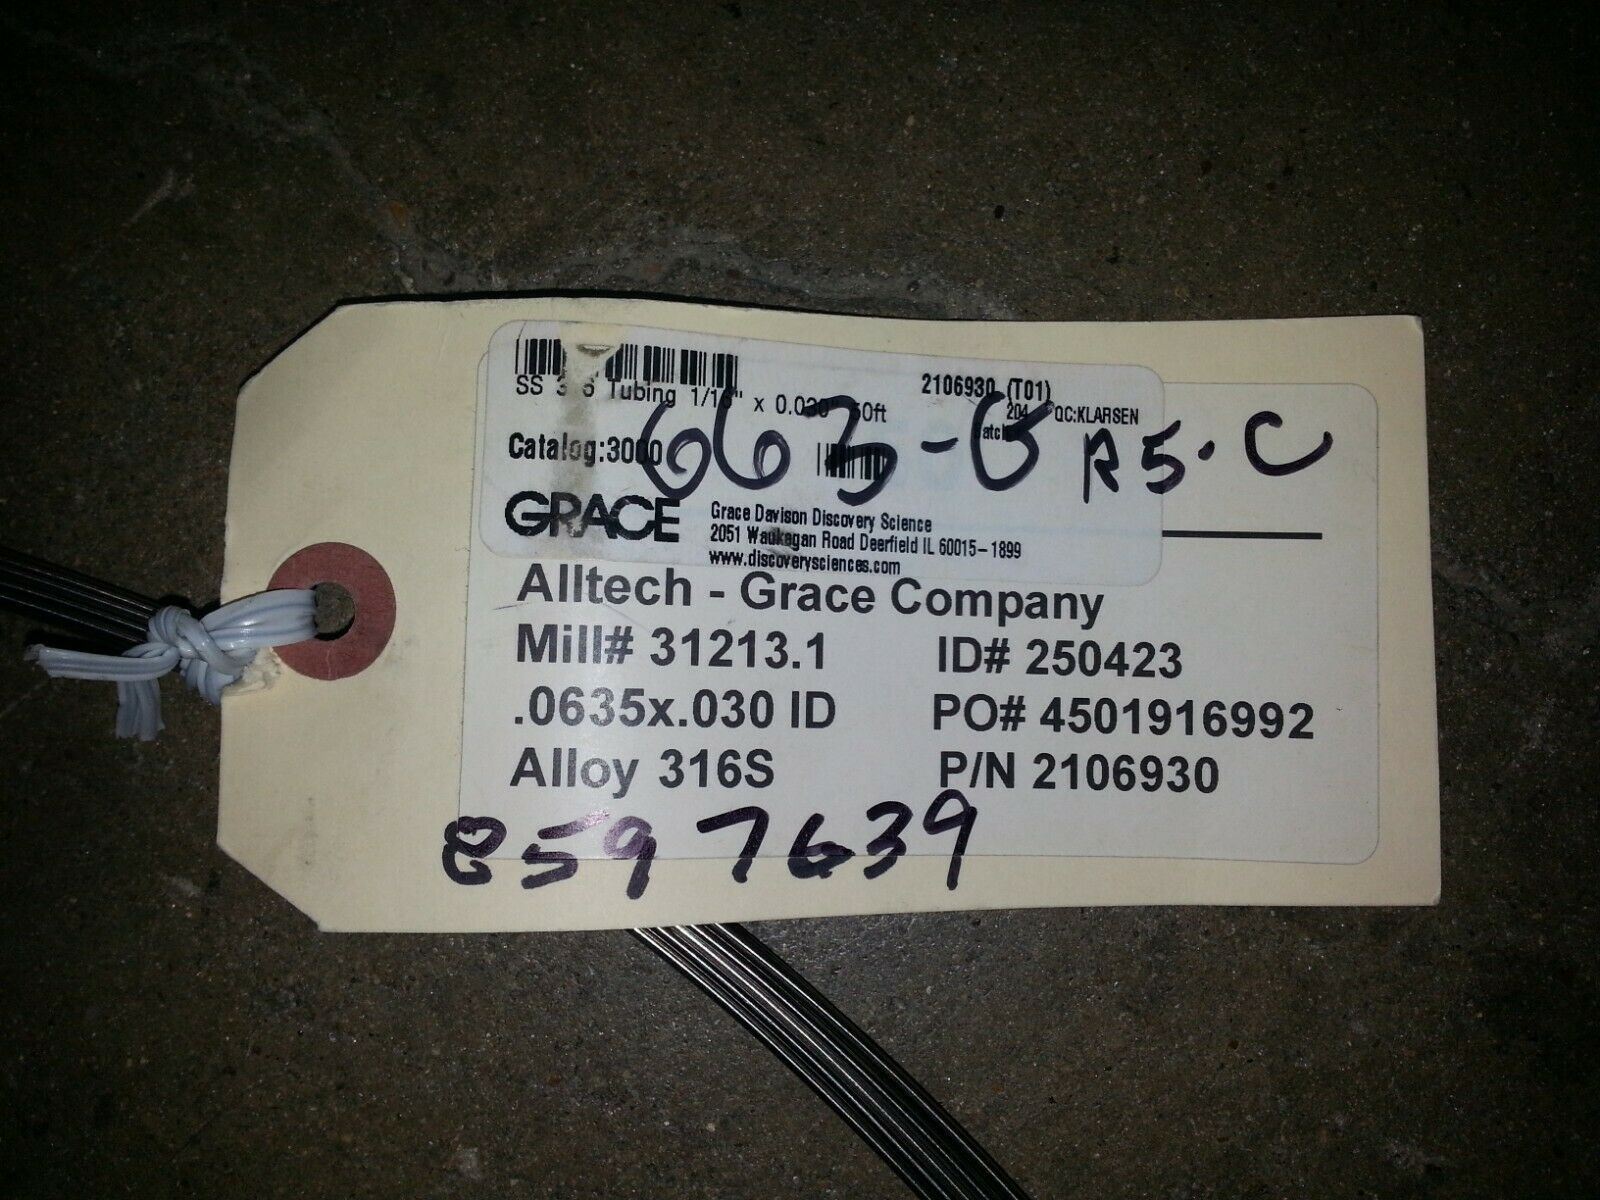 SS 316 Tubing 1/16" x 0.030 50ft
2106930 (T01)
204 QC:KLARSEN
Catalog:3000
663- R5.C
GRACE
Grace Davison Discovery Science
2051 Waukegan Road Deerfield IL 60015-1899
www.discoverysciences.com
Alltech - Grace Company
Mill# 31213.1 ID# 250423
.0635x.030 ID PO# 4501916992
Alloy 316S P/N 2106930
8597639